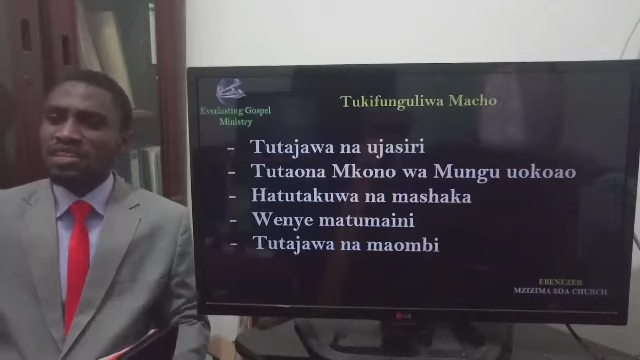 Everlasting Gospel
Ministry
Tukifunguliwa Macho
- Tutajawa na ujasiri
- Tutaona Mkono wa Mungu uokoao
- Hatutakuwa na mashaka
- Wenye matumaini
- Tutajawa na maombi
EBENEZER
MZIZIMA SDA CHURCH
LG